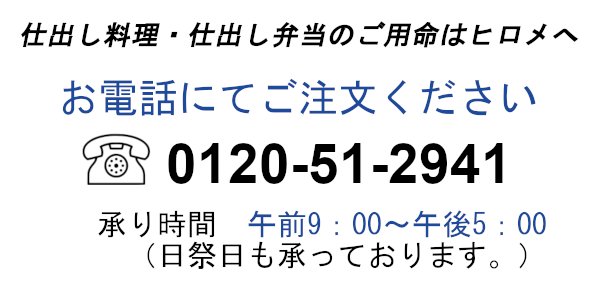 仕出し料理・仕出し弁当のご用命はヒロメへ
お電話にてご注文ください
0120-51-2941
承り時間　午前9：00～午後5：00
（日祭日も承っております。）